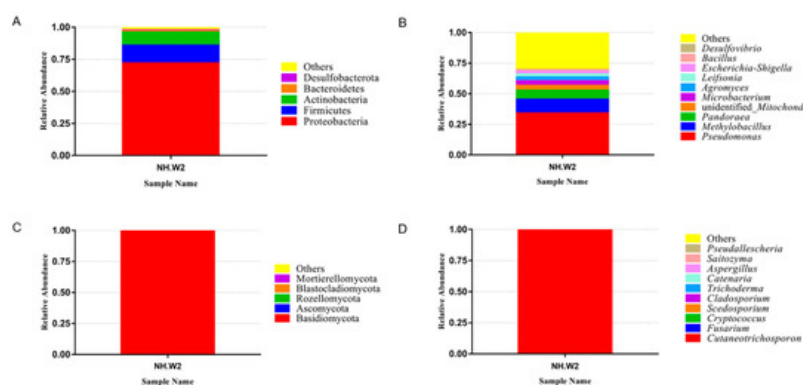 A
1.00
0.75
0.50
0.25
0.00
Relative Abundance
NH.W2
Sample Name
Others
Desulfobacterota
Bacteroidetes
Actinobacteria
Firmicutes
Proteobacteria
B
1.00
0.75
0.50
0.25
0.00
Relative Abundance
NH.W2
Sample Name
Others
Desulfovibrio
Bacillus
Escherichia-Shigella
Leifsonia
Agromyces
Microbacterium
unidentified_Mitochond
Pandoraea
Methylobacillus
Pseudomonas
C
1.00
0.75
0.50
0.25
0.00
Relative Abundance
NH.W2
Sample Name
Others
Mortierellomycota
Blastocladiomycota
Rozellomycota
Ascomycota
Basidiomycota
D
1.00
0.75
0.50
0.25
0.00
Relative Abundance
NH.W2
Sample Name
Others
Pseudallescheria
Saitozyma
Aspergillus
Catenaria
Trichoderma
Cladosporium
Scedosporium
Cryptococcus
Fusarium
Cutaneotrichosporon